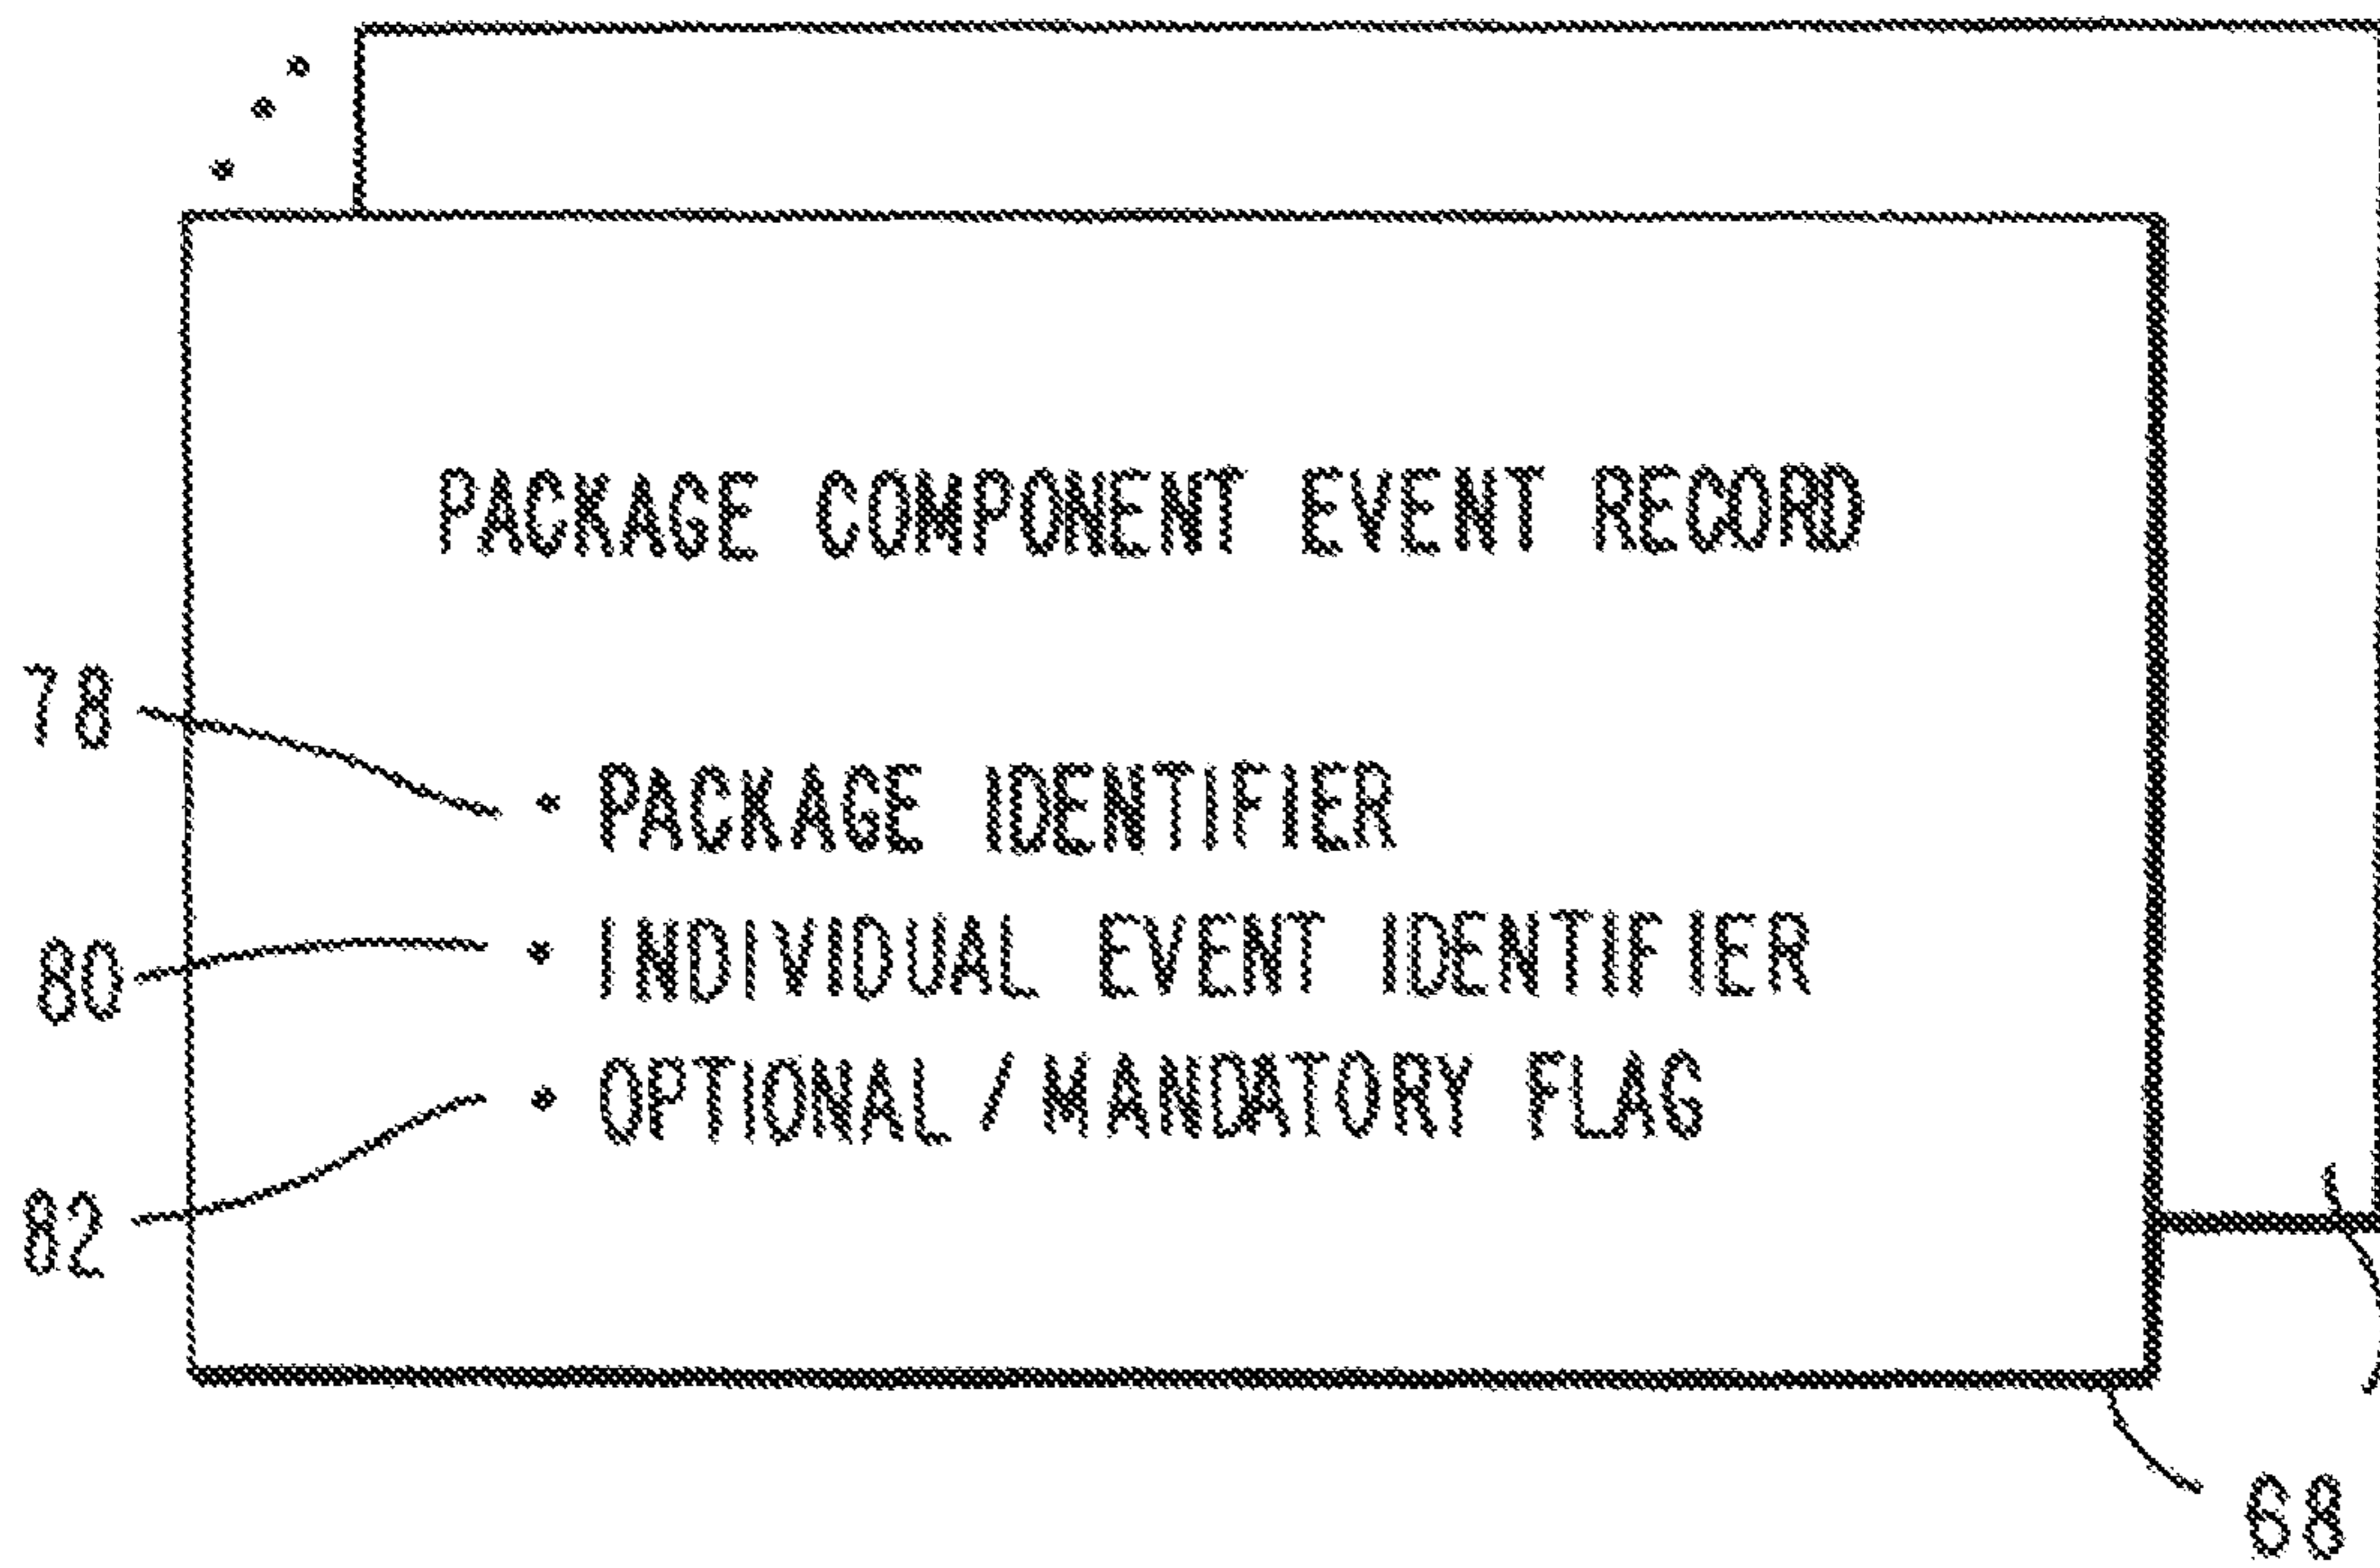 PACKAGE COMPONENT EVENT RECORD
78
• PACKAGE IDENTIFIER
80
• INDIVIDUAL EVENT IDENTIFIER
82
• OPTIONAL / MANDATORY FLAG
68